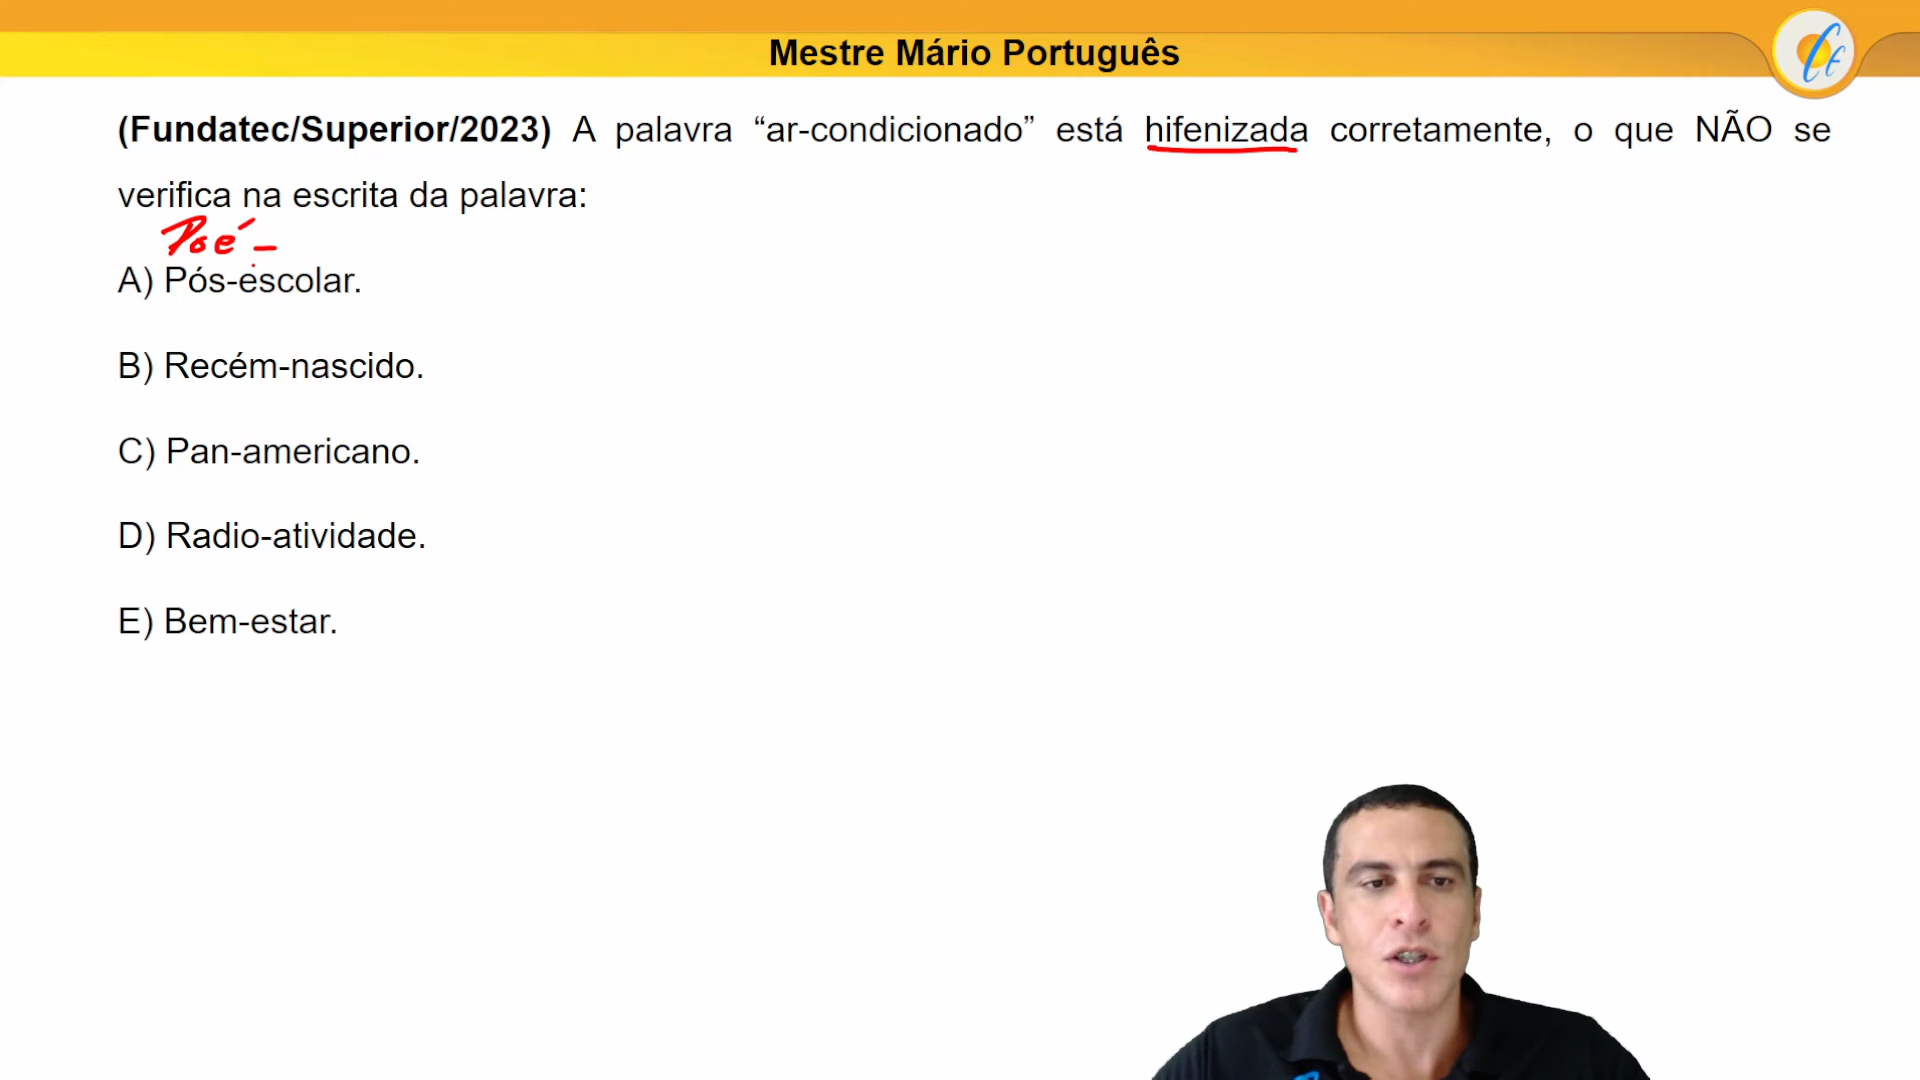 Mestre Mário Português
(Fundatec/Superior/2023) A palavra “ar-condicionado” está hifenizada corretamente, o que NÃO se
verifica na escrita da palavra:
A) Pós-escolar.
B) Recém-nascido.
C) Pan-americano.
D) Radio-atividade.
E) Bem-estar.